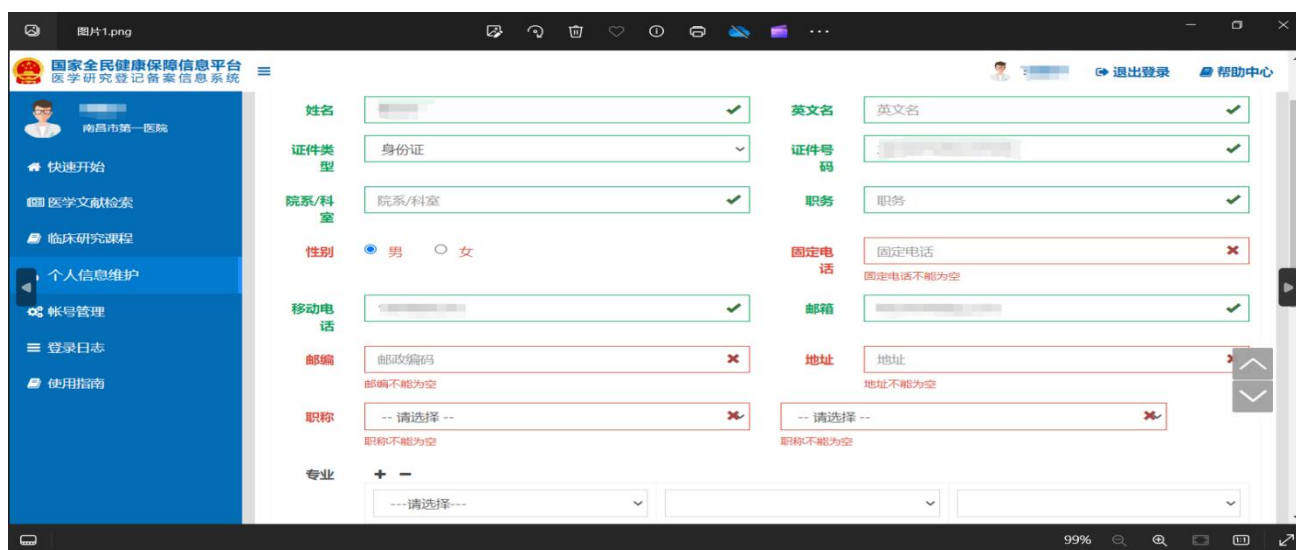 图片1.png
国家全民健康保障信息平台
医学研究登记备案信息系统
退出登录
帮助中心
南昌市第一医院
快速开始
医学文献检索
临床研究课程
个人信息维护
帐号管理
登录日志
使用指南
姓名
英文名 英文名
证件类型 身份证
证件号码
院系/科室 院系/科室
职务 职务
性别 男 女
固定电话 固定电话
固定电话不能为空
移动电话
邮箱
邮编 邮政编码
地址 地址
邮编不能为空
地址不能为空
职称 -- 请选择 -- -- 请选择 --
职称不能为空 职称不能为空
专业
---请选择---
99%